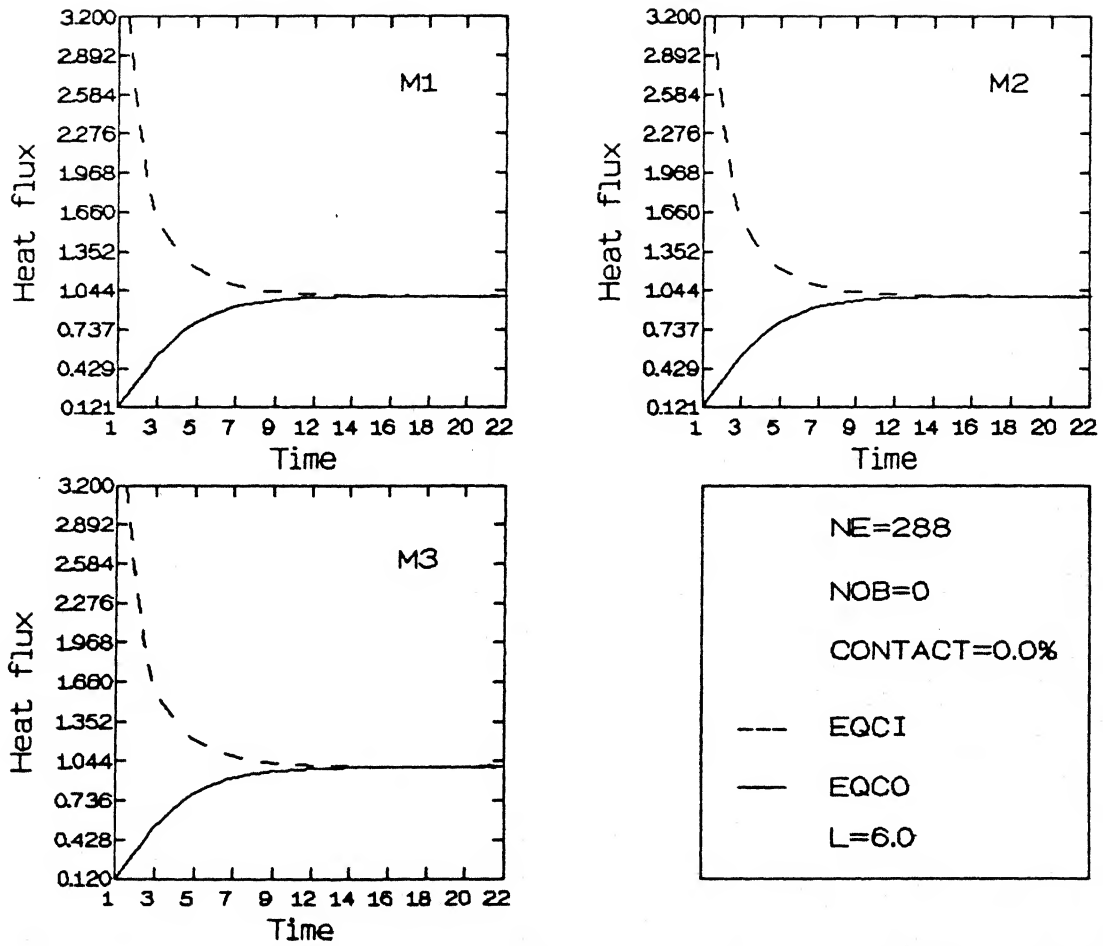 3.200
2.892
2.584
2.276
1.968
1.660
1.352
1.044
0.737
0.429
0.121
Heat flux
M1
1 3 5 7 9 12 14 16 18 20 22
Time
3.200
2.892
2.584
2.276
1.968
1.660
1.352
1.044
0.737
0.429
0.121
Heat flux
M2
1 3 5 7 9 12 14 16 18 20 22
Time
3.200
2.892
2.584
2.276
1.968
1.660
1.352
1.044
0.736
0.428
0.120
Heat flux
M3
1 3 5 7 9 12 14 16 18 20 22
Time
NE=288
NOB=0
CONTACT=0.0%
EQCI
EQCO
L=6.0